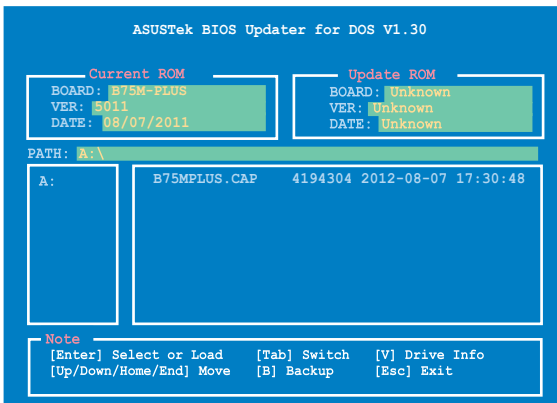 ASUSTek BIOS Updater for DOS V1.30
Current ROM
BOARD: B75M-PLUS
VER: 5011
DATE: 08/07/2011
Update ROM
BOARD: Unknown
VER: Unknown
DATE: Unknown
PATH: A:\
A:
B75MPLUS.CAP 4194304 2012-08-07 17:30:48
Note
[Enter] Select or Load [Tab] Switch [V] Drive Info
[Up/Down/Home/End] Move [B] Backup [Esc] Exit